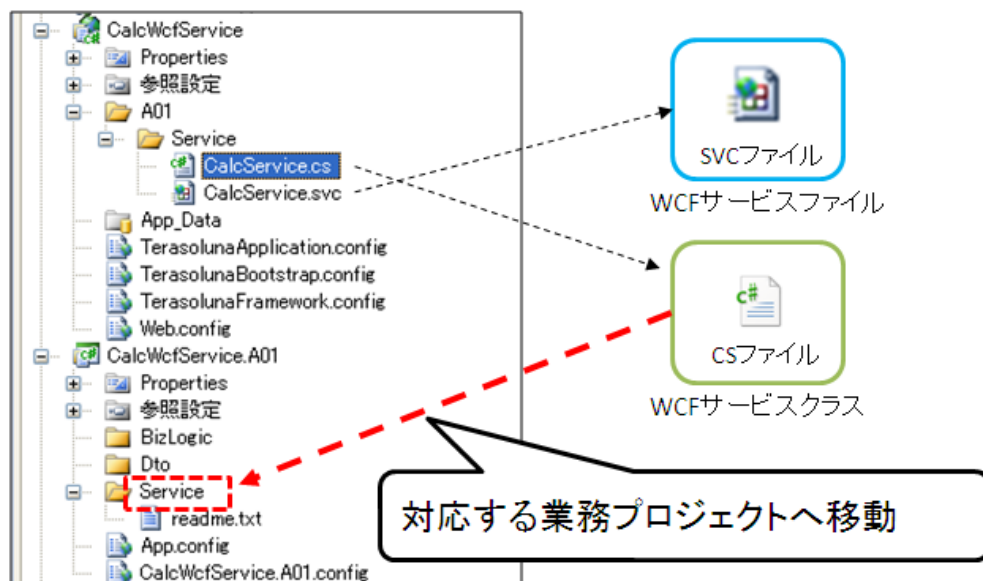 CalcWcfService
Properties
参照設定
A01
Service
CalcService.cs
CalcService.svc
App_Data
TerasolunaApplication.config
TerasolunaBootstrap.config
TerasolunaFramework.config
Web.config
CalcWcfService.A01
Properties
参照設定
BizLogic
Dto
Service
readme.txt
App.config
CalcWcfService.A01.config
SVCファイル
WCFサービスファイル
c#
CSファイル
WCFサービスクラス
対応する業務プロジェクトへ移動